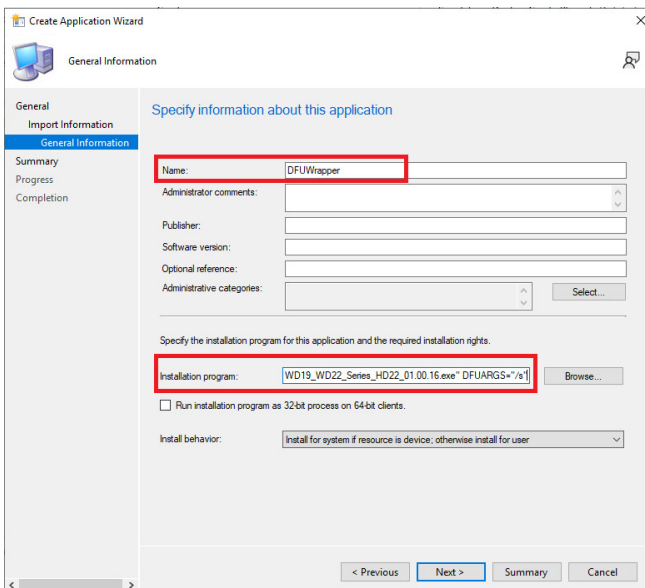 Create Application Wizard
General Information
General
Import Information
General Information
Summary
Progress
Completion
Specify information about this application
Name: DFUWrapper
Administrator comments:
Publisher:
Software version:
Optional reference:
Administrative categories:
Select...
Specify the installation program for this application and the required installation rights.
Installation program: WD19_WD22_Series_HD22_01.00.16.exe" DFUARGS="/s"
Browse...
Run installation program as 32-bit process on 64-bit clients.
Install behavior: Install for system if resource is device; otherwise install for user
< Previous Next > Summary Cancel